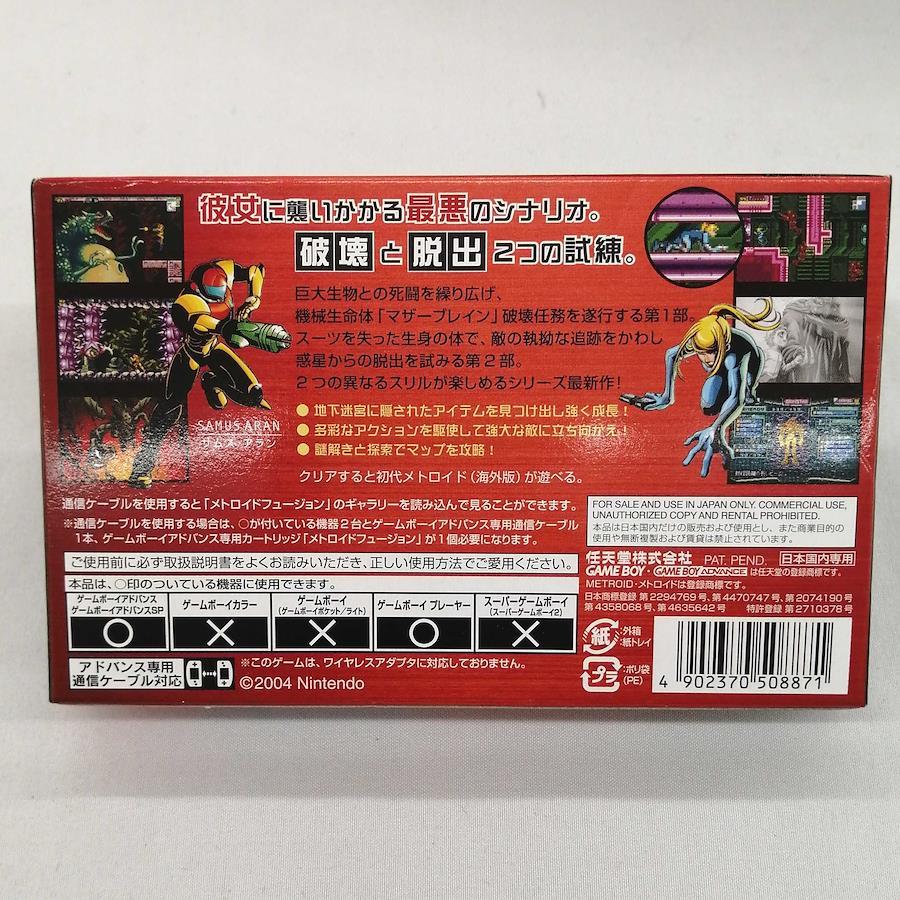 彼女に襲いかかる最悪のシナリオ。
破壊と脱出2つの試練。
巨大生物との死闘を繰り広げ、
機械生命体「マザーブレイン」破壊任務を遂行する第1部。
スーツを失った生身の体で、敵の執拗な追跡をかわし
惑星からの脱出を試みる第2部。
2つの異なるスリルが楽しめるシリーズ最新作!
●地下迷宮に隠されたアイテムを見つけ出し強く成長!
●多彩なアクションを駆使して強大な敵に立ち向かえ!
●謎解きと探索でマップを攻略!
クリアすると初代メトロイド(海外版)が遊べる。
SAMUS ARAN
サムス アラン
通信ケーブルを使用すると「メトロイドフュージョン」のギャラリーを読み込んで見ることができます。
※通信ケーブルを使用する場合は、○が付いている機器2台とゲームボーイアドバンス専用通信ケーブル
1本、ゲームボーイアドバンス専用カートリッジ「メトロイドフュージョン」が1個必要になります。
ご使用前に必ず取扱説明書をよくお読みいただき、正しい使用方法でご愛用ください。
本品は、○印のついている機器に使用できます。
ゲームボーイアドバンス
ゲームボーイアドバンスSP
○
ゲームボーイカラー
×
ゲームボーイ
(ゲームボーイポケット/ライト)
×
ゲームボーイ プレーヤー
○
スーパーゲームボーイ
(スーパーゲームボーイ2)
×
アドバンス専用
通信ケーブル対応
※このゲームは、ワイヤレスアダプタに対応しておりません。
©2004 Nintendo
FOR SALE AND USE IN JAPAN ONLY. COMMERCIAL USE,
UNAUTHORIZED COPY AND RENTAL PROHIBITED.
本品は日本国内だけの販売および使用とし、また商業目的の
使用や無断複製および賃貸は禁止されています。
任天堂株式会社 PAT. PEND. 日本国内専用
GAME BOY・GAME BOY ADVANCE は任天堂の登録商標です。
METROID・メトロイドは登録商標です。
日本商標登録 第2294769号、第4470747号、第2074190号
第4358068号、第4635642号 特許登録 第2710378号
紙
:外箱
:紙トレイ
プラ
:ポリ袋
(PE)
4 902370 508871